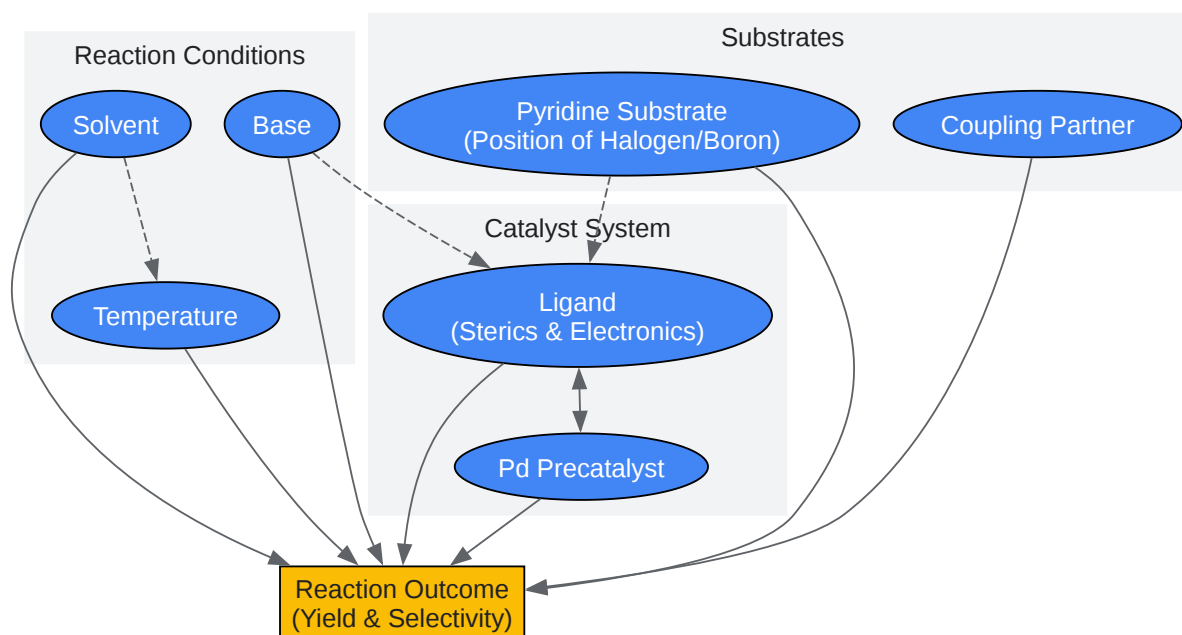 Reaction Conditions
Solvent
Base
Temperature
Substrates
Pyridine Substrate
(Position of Halogen/Boron)
Coupling Partner
Catalyst System
Ligand
(Sterics & Electronics)
Pd Precatalyst
Reaction Outcome
(Yield & Selectivity)